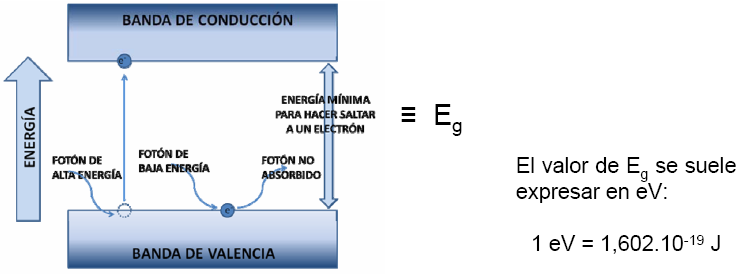 BANDA DE CONDUCCIÓN
e⁻
ENERGÍA
ENERGÍA MÍNIMA
PARA HACER SALTAR
A UN ELECTRÓN
≡ E_g
FOTÓN DE
ALTA ENERGÍA
FOTÓN DE
BAJA ENERGÍA
FOTÓN NO
ABSORBIDO
e⁻
BANDA DE VALENCIA
El valor de E_g se suele
expresar en eV:
1 eV = 1,602.10⁻¹⁹ J